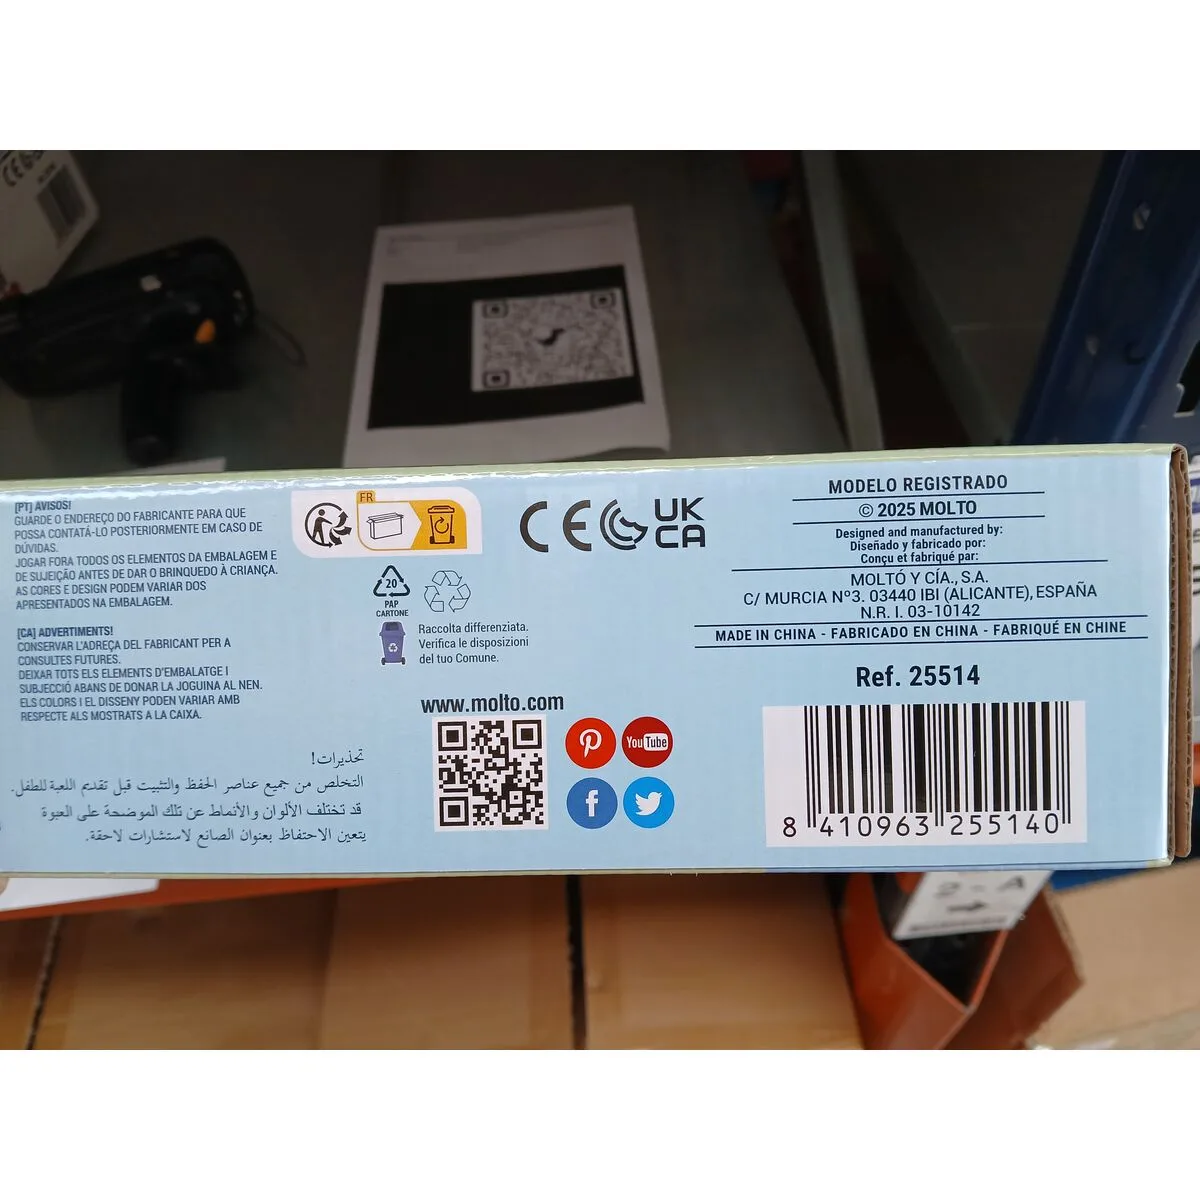 [PT] AVISOS!
GUARDE O ENDEREÇO DO FABRICANTE PARA QUE
POSSA CONTATÁ-LO POSTERIORMENTE EM CASO DE
DÚVIDAS.
JOGAR FORA TODOS OS ELEMENTOS DA EMBALAGEM E
DE SUJEIÇÃO ANTES DE DAR O BRINQUEDO À CRIANÇA.
AS CORES E DESIGN PODEM VARIAR DOS
APRESENTADOS NA EMBALAGEM.
[CA] ADVERTIMENTS!
CONSERVAR L'ADREÇA DEL FABRICANT PER A
CONSULTES FUTURES.
DEIXAR TOTS ELS ELEMENTS D'EMBALATGE I
SUBJECCIÓ ABANS DE DONAR LA JOGUINA AL NEN.
ELS COLORS I EL DISSENY PODEN VARIAR AMB
RESPECTE ALS MOSTRATS A LA CAIXA.
تحذيرات!
التخلص من جميع عناصر الحفظ والتثبيت قبل تقديم اللعبة للطفل.
قد تختلف الألوان والأنماط عن تلك الموضحة على العبوة
يتعين الاحتفاظ بعنوان الصانع لاستشارات لاحقة.
FR
20
PAP
CARTONE
Raccolta differenziata.
Verifica le disposizioni
del tuo Comune.
www.molto.com
You Tube
CE
UK
CA
MODELO REGISTRADO
© 2025 MOLTO
Designed and manufactured by:
Diseñado y fabricado por:
Conçu et fabriqué par:
MOLTÓ Y CÍA., S.A.
C/ MURCIA Nº3. 03440 IBI (ALICANTE), ESPAÑA
N.R. I. 03-10142
MADE IN CHINA - FABRICADO EN CHINA - FABRIQUÉ EN CHINE
Ref. 25514
8 410963 255140
2 - A